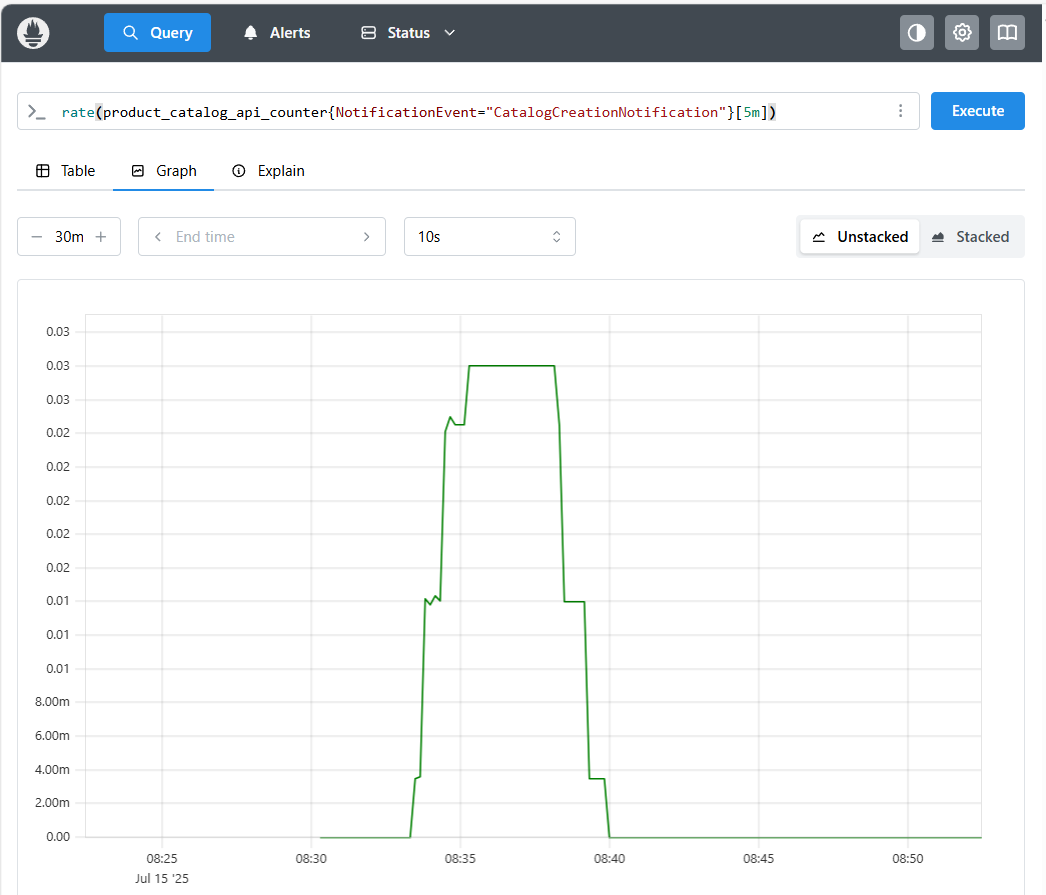 Query Alerts Status
>_ rate(product_catalog_api_counter{NotificationEvent="CatalogCreationNotification"}[5m]) Execute
Table Graph Explain
30m End time 10s Unstacked Stacked
0.03
0.03
0.03
0.02
0.02
0.02
0.02
0.02
0.01
0.01
0.01
8.00m
6.00m
4.00m
2.00m
0.00
08:25 08:30 08:35 08:40 08:45 08:50
Jul 15 '25